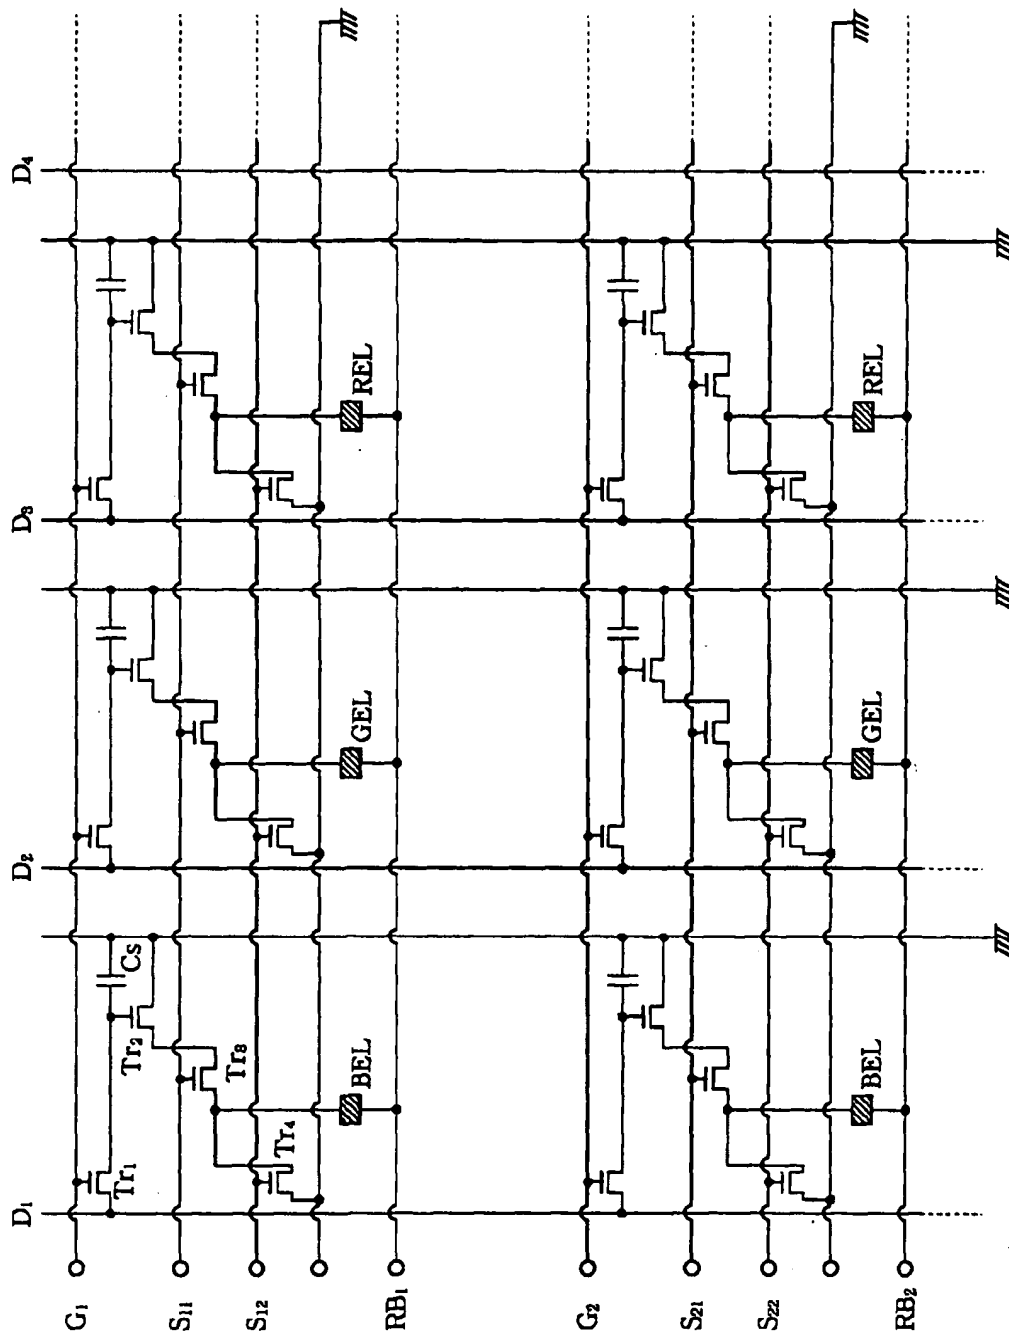 D₁ D₂ D₃ D₄
G₁
Tr₁ Tr₂ Cs
S₁₁
Tr₃
S₁₂
Tr₄
BEL GEL REL
RB₁
G₂
S₂₁
S₂₂
BEL GEL REL
RB₂